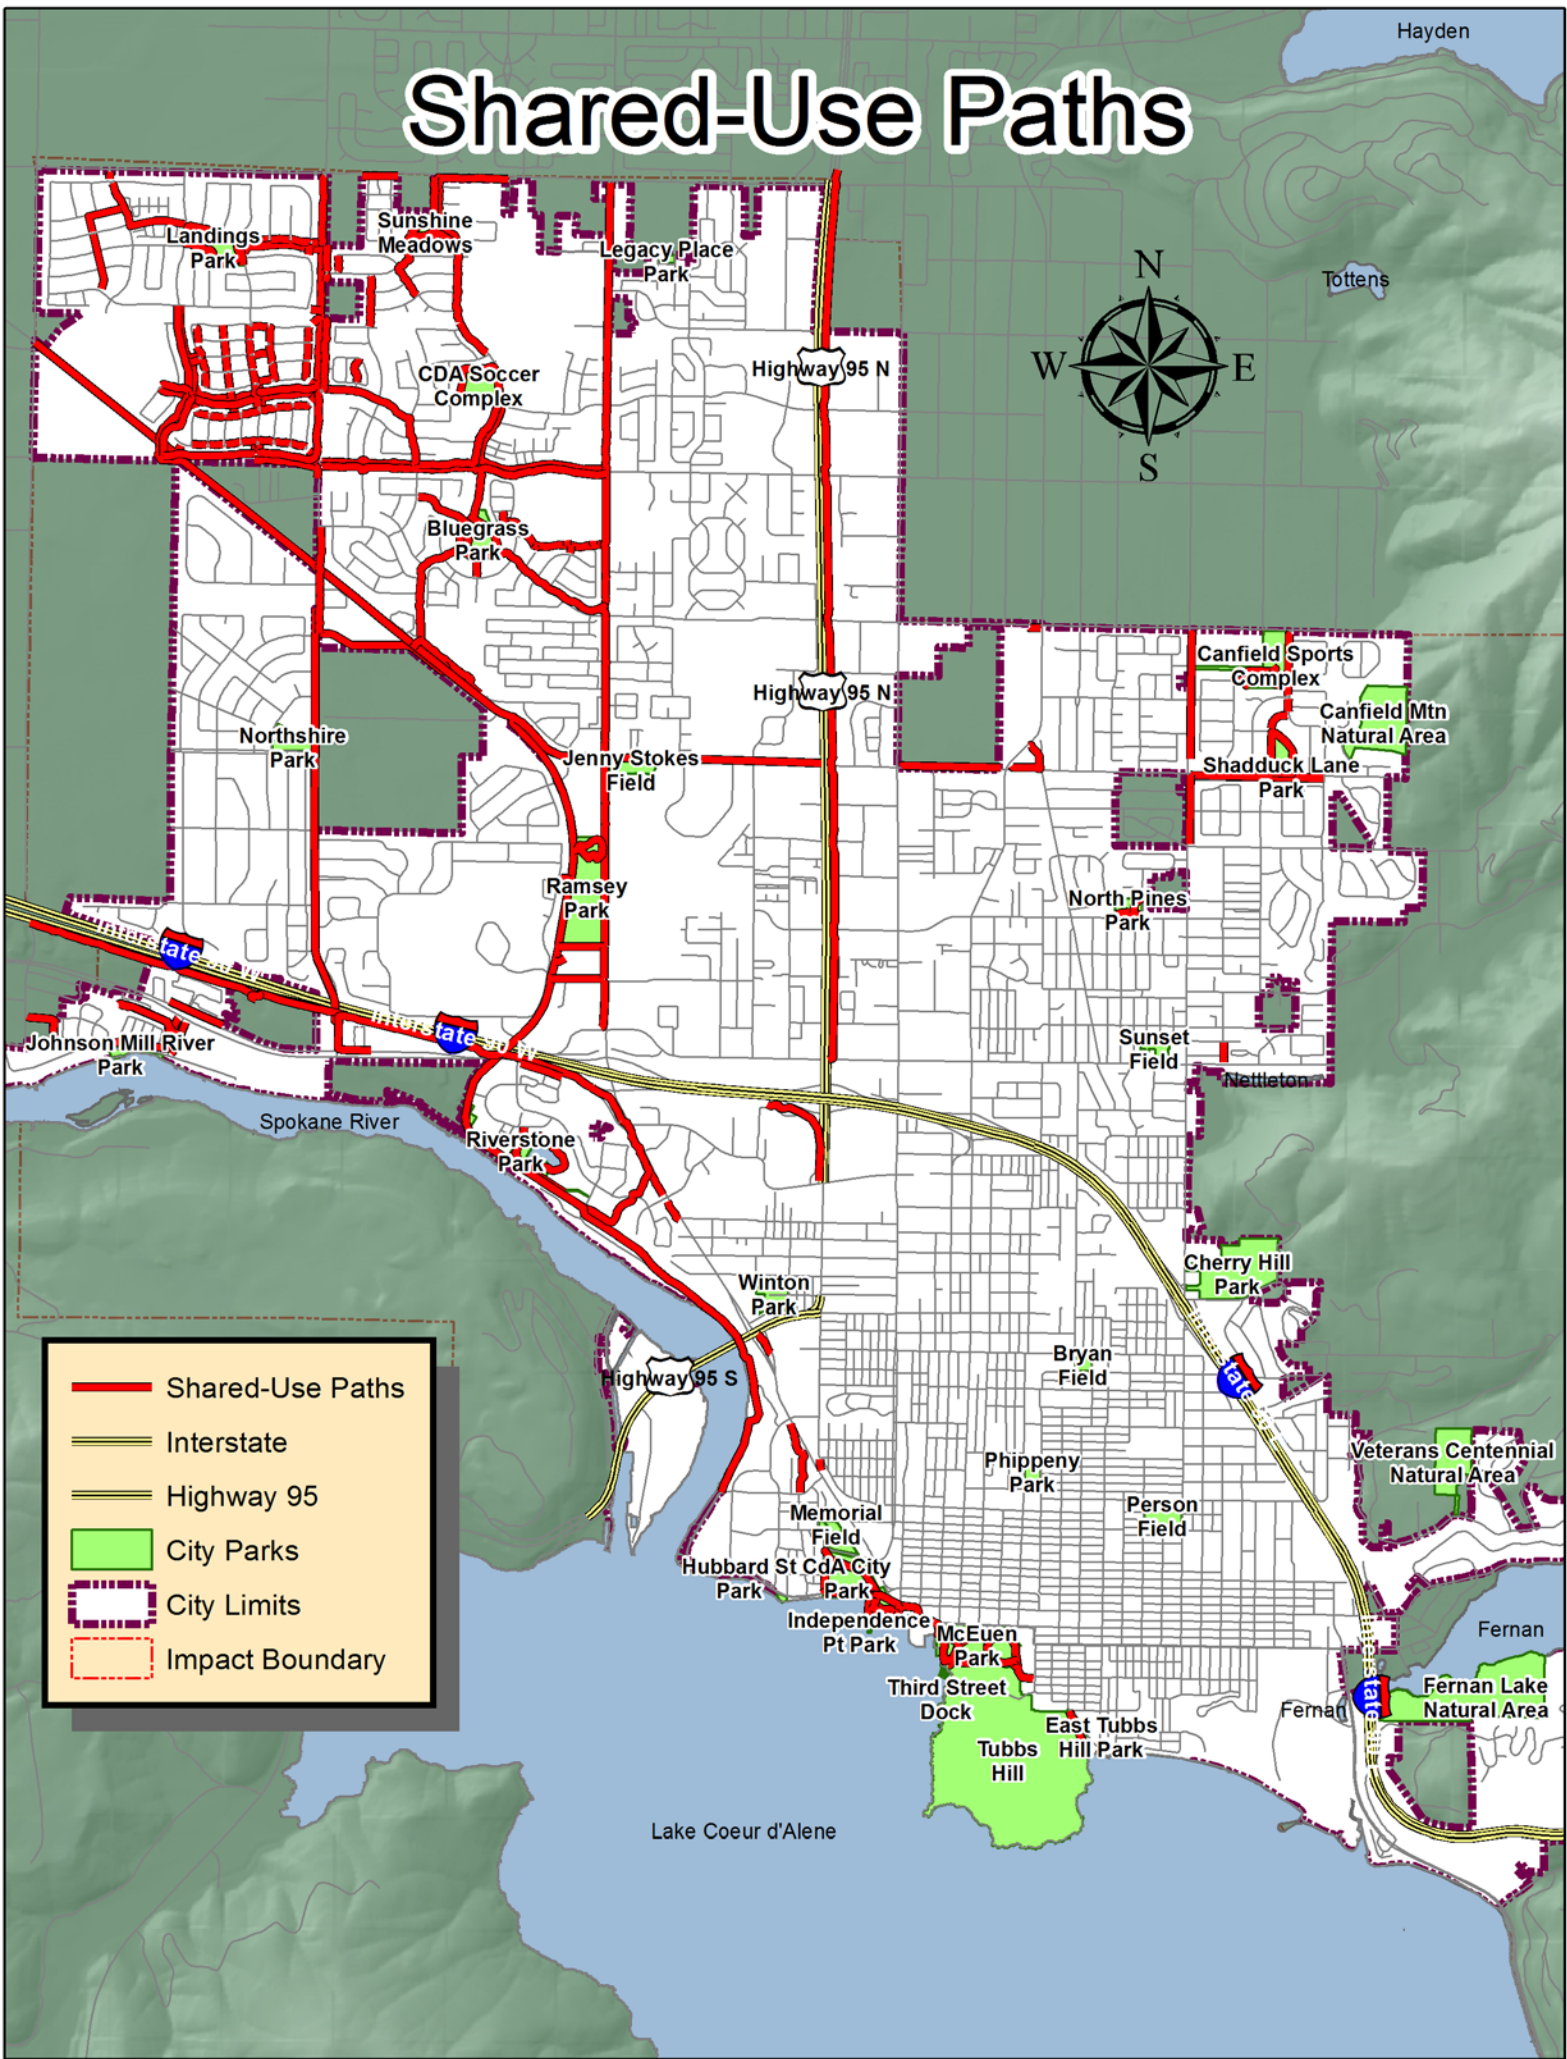 Hayden
Shared-Use Paths
Sunshine
Meadows
Landings
Park
Legacy Place
Park
N
Tottens
W
E
S
Highway 95 N
CDA Soccer
Complex
Bluegrass
Park
Canfield Sports
Complex
Highway 95 N
Canfield Mtn
Natural Area
Northshire
Park
Jenny Stokes
Field
Shadduck Lane
Park
Ramsey
Park
North Pines
Park
Interstate 90 W
Interstate 90 W
Johnson Mill River
Park
Sunset
Field
Nettleton
Spokane River
Riverstone
Park
Cherry Hill
Park
Winton
Park
Bryan
Field
Highway 95 S
Shared-Use Paths
Interstate
Highway 95
City Parks
City Limits
Impact Boundary
Veterans Centennial
Natural Area
Phippeny
Park
Person
Field
Memorial
Field
Hubbard St
Park
CdA City
Park
Independence
Pt Park
McEuen
Park
Fernan
Third Street
Dock
Fernan Lake
Natural Area
Fernan
East Tubbs
Hill Park
Tubbs
Hill
Lake Coeur d'Alene